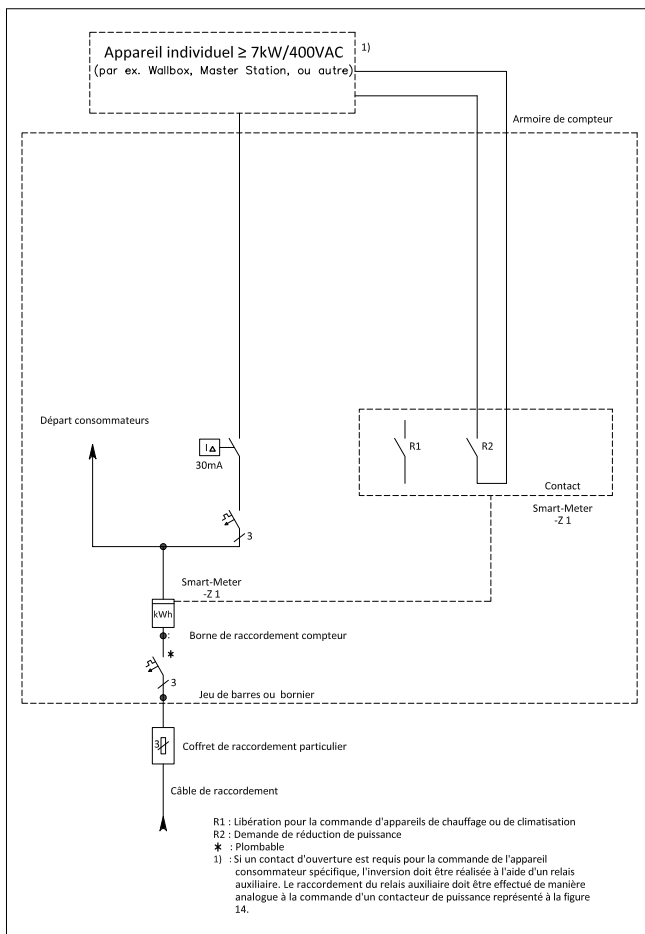 Appareil individuel ≥ 7kW/400VAC 1)
(par ex. Wallbox, Master Station, ou autre)
Armoire de compteur
Départ consommateurs
I∆
30mA
R1
R2
Contact
Smart-Meter
-Z 1
3
Smart-Meter
-Z 1
kWh
Borne de raccordement compteur
*
3
Jeu de barres ou bornier
3
Coffret de raccordement particulier
Câble de raccordement
R1 : Libération pour la commande d'appareils de chauffage ou de climatisation
R2 : Demande de réduction de puissance
* : Plombable
1) : Si un contact d'ouverture est requis pour la commande de l'appareil
consommateur spécifique, l'inversion doit être réalisée à l'aide d'un relais
auxiliaire. Le raccordement du relais auxiliaire doit être effectué de manière
analogue à la commande d'un contacteur de puissance représenté à la figure
14.